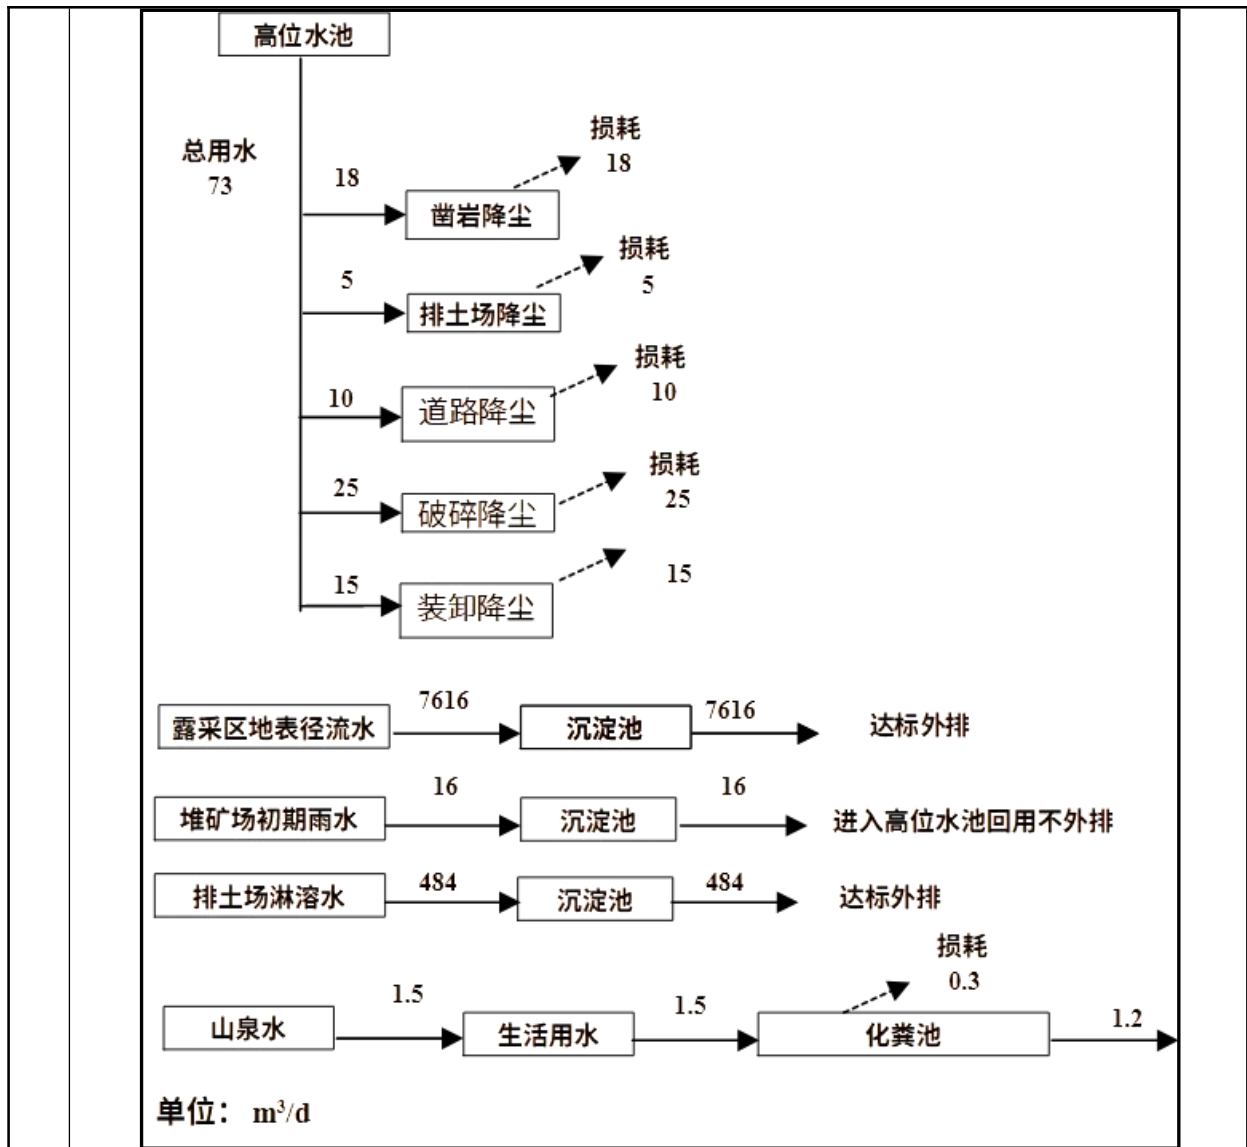 高位水池
总用水
73
损耗
18
18
凿岩降尘
损耗
5
5
排土场降尘
损耗
10
10
道路降尘
损耗
25
25
破碎降尘
15
15
装卸降尘
露采区地表径流水
7616
沉淀池
7616
达标外排
堆矿场初期雨水
16
沉淀池
16
进入高位水池回用不外排
排土场淋溶水
484
沉淀池
484
达标外排
损耗
0.3
山泉水
1.5
生活用水
1.5
化粪池
1.2
单位： m³/d